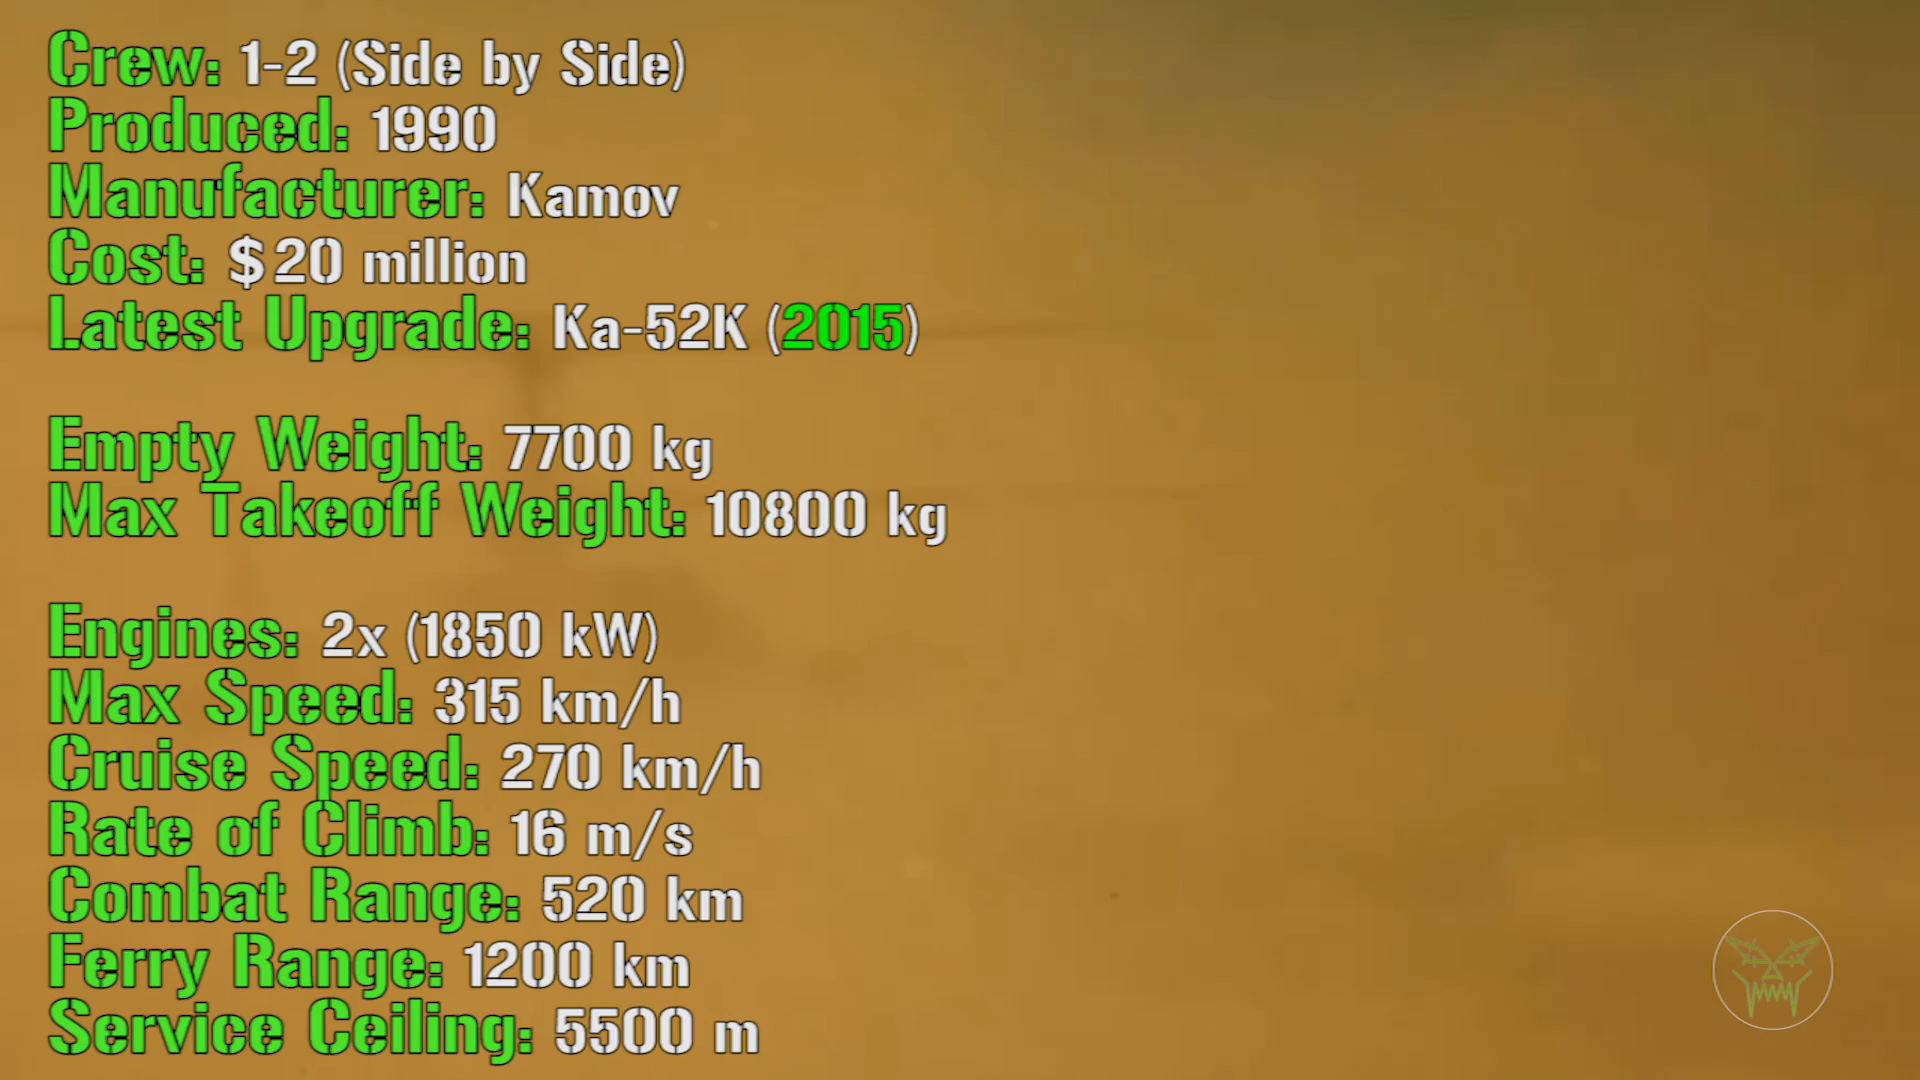 Crew: 1-2 (Side by Side)
Produced: 1990
Manufacturer: Kamov
Cost: $20 million
Latest Upgrade: Ka-52K (2015)
Empty Weight: 7700 kg
Max Takeoff Weight: 10800 kg
Engines: 2x (1850 kW)
Max Speed: 315 km/h
Cruise Speed: 270 km/h
Rate of Climb: 16 m/s
Combat Range: 520 km
Ferry Range: 1200 km
Service Ceiling: 5500 m